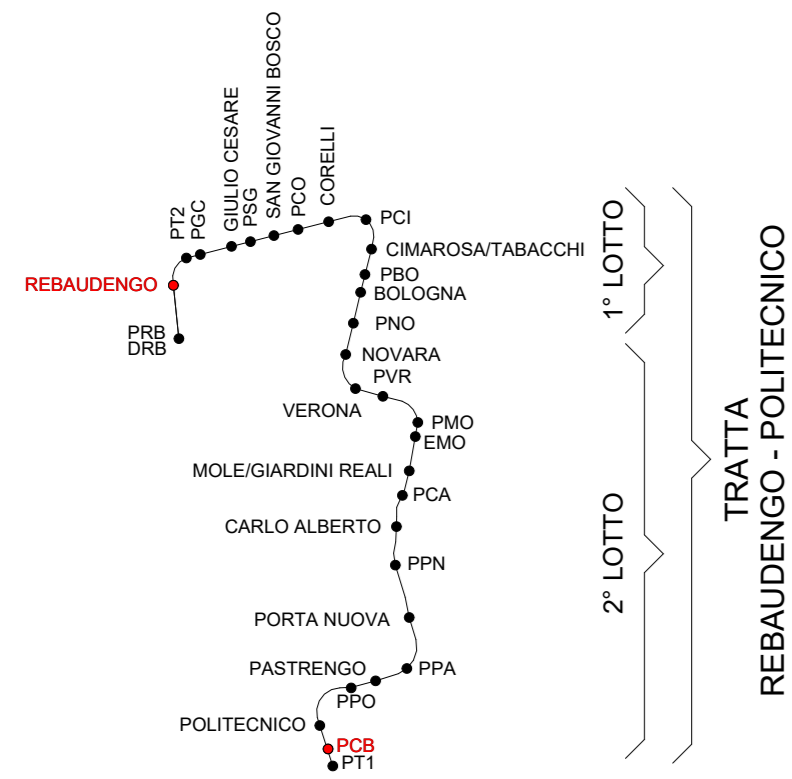 PT2
PGC
GIULIO CESARE
PSG
SAN GIOVANNI BOSCO
PCO
CORELLI
PCI
CIMAROSA/TABACCHI
REBAUDENGO
PBO
BOLOGNA
PRB
DRB
PNO
NOVARA
PVR
VERONA
PMO
EMO
MOLE/GIARDINI REALI
PCA
CARLO ALBERTO
PPN
PORTA NUOVA
PASTRENGO
PPA
PPO
POLITECNICO
PCB
PT1
1° LOTTO
2° LOTTO
TRATTA
REBAUDENGO - POLITECNICO